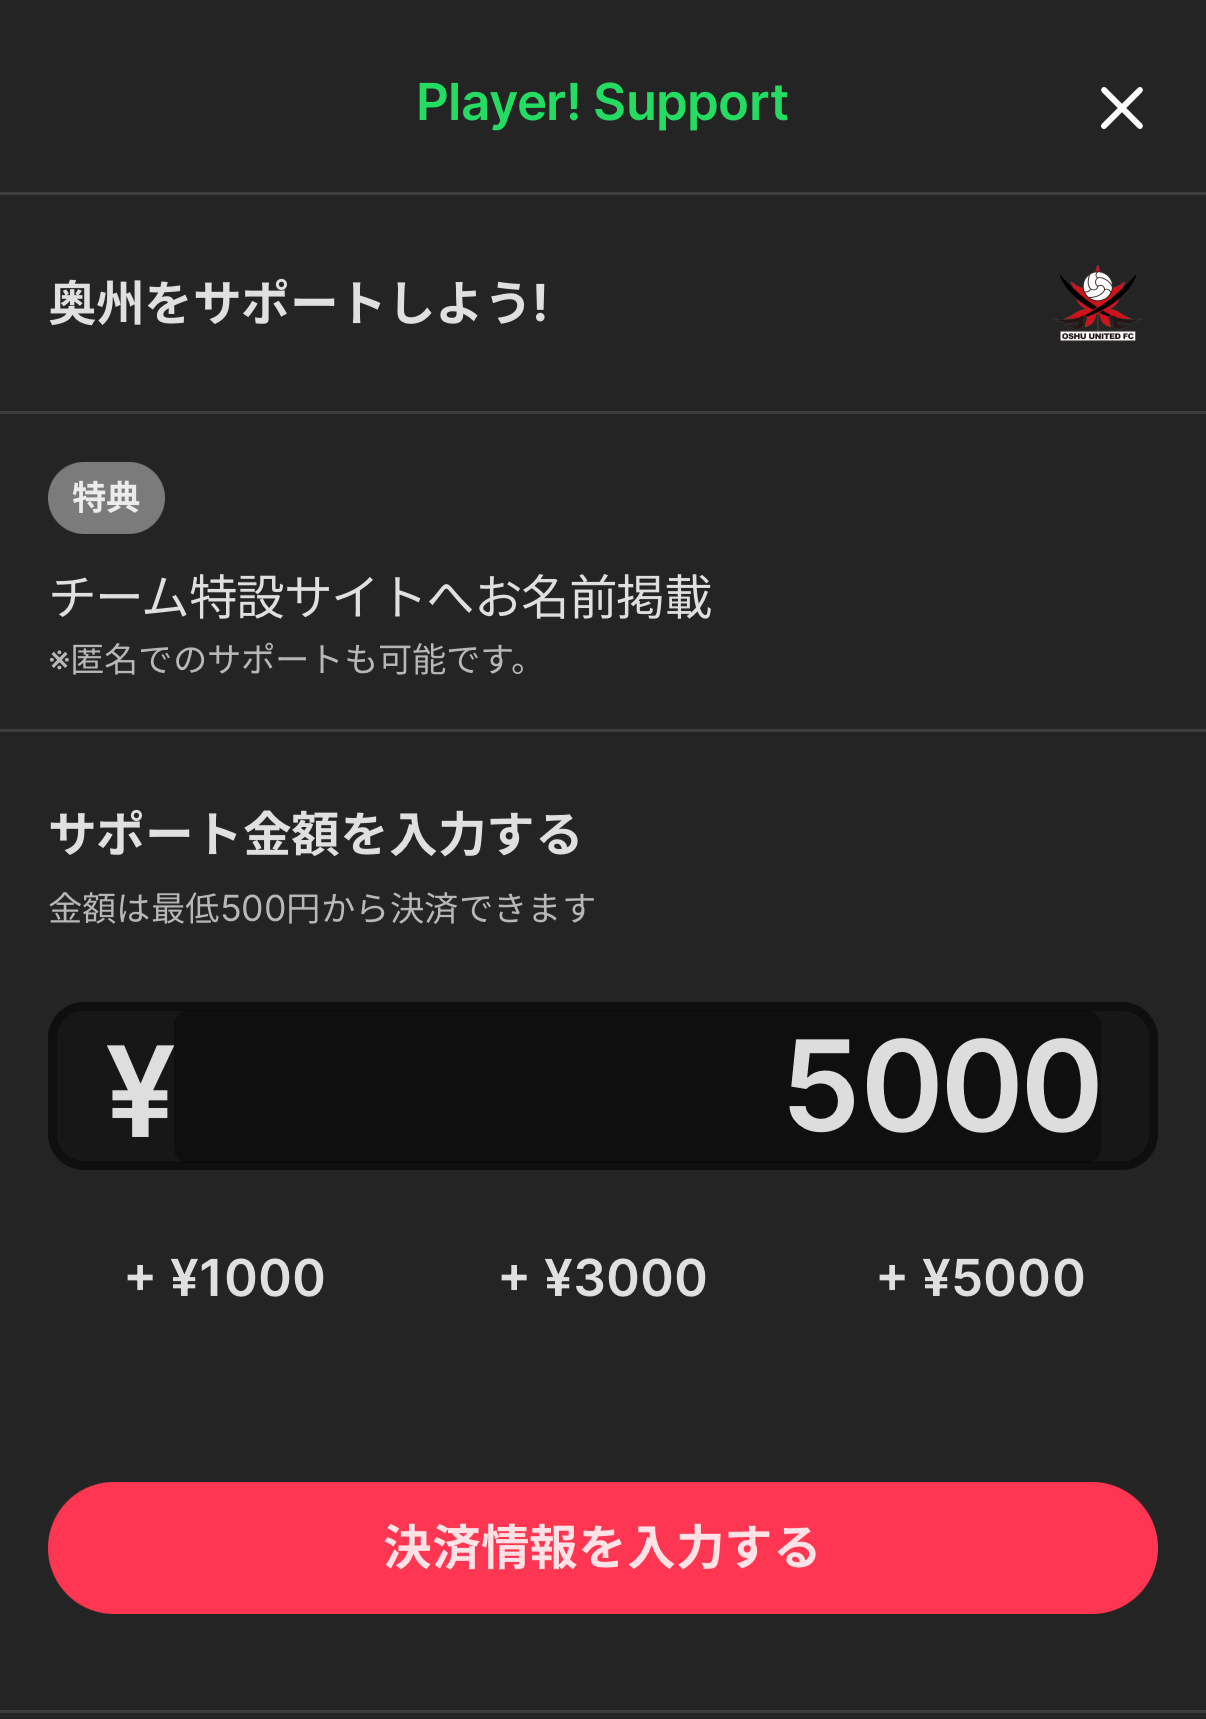 Player! Support
奥州をサポートしよう!
OSHU UNITED FC
特典
チーム特設サイトへお名前掲載
※匿名でのサポートも可能です。
サポート金額を入力する
金額は最低500円から決済できます
¥ 5000
+ ¥1000 + ¥3000 + ¥5000
決済情報を入力する